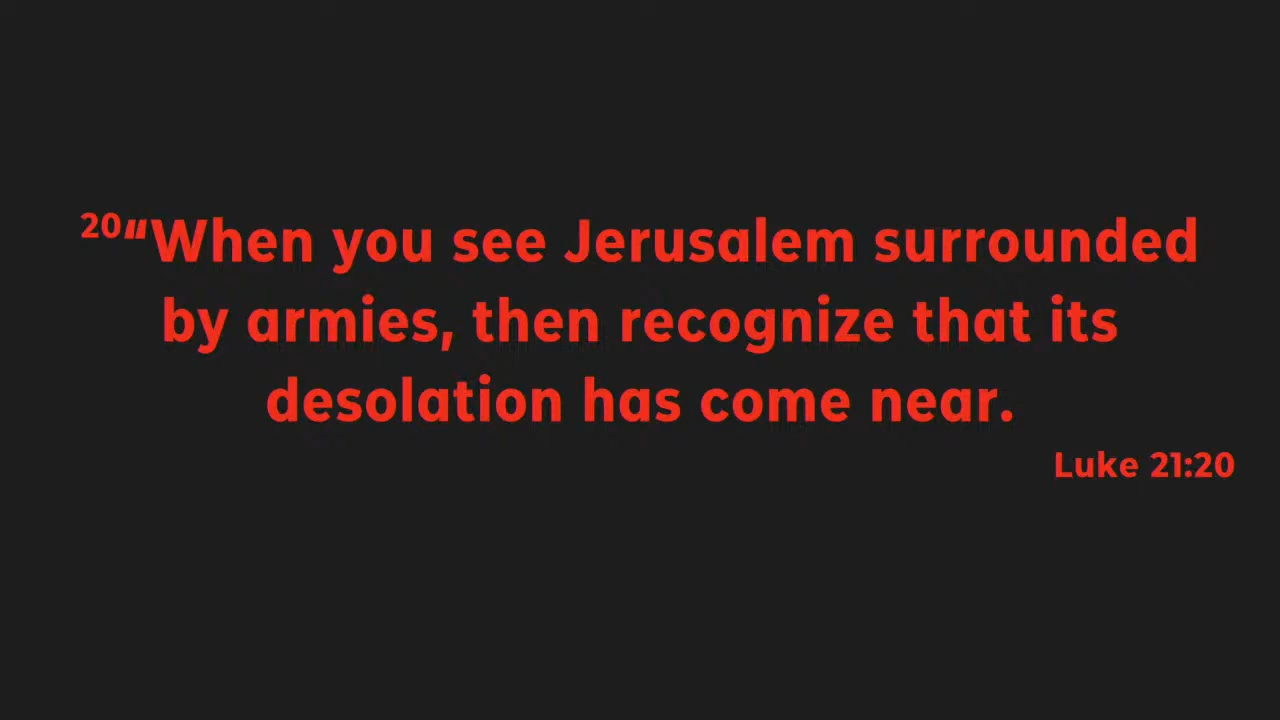 20“When you see Jerusalem surrounded
by armies, then recognize that its
desolation has come near.
Luke 21:20